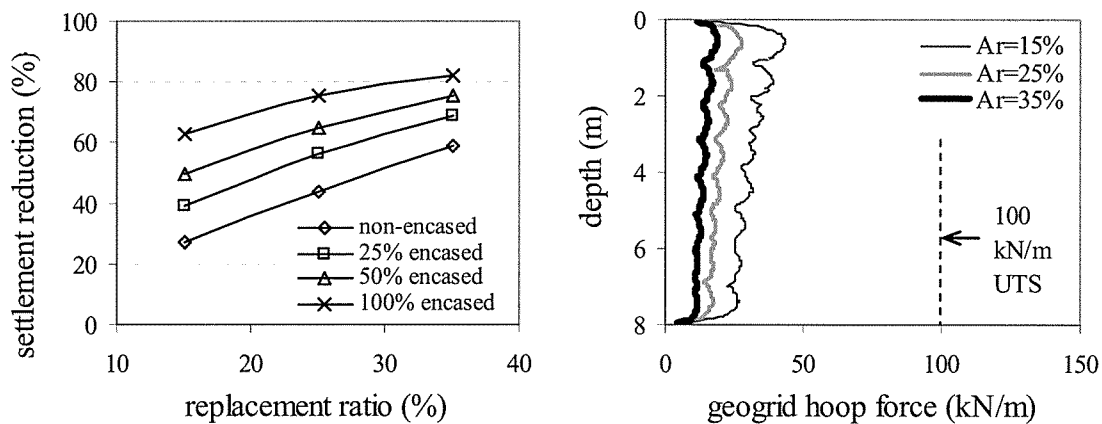 settlement reduction (%)
100
80
60
40
20
0
non-encased
25% encased
50% encased
100% encased
10
20
30
40
replacement ratio (%)
depth (m)
0
2
4
6
8
Ar=15%
Ar=25%
Ar=35%
100
kN/m
UTS
0
50
100
150
geogrid hoop force (kN/m)